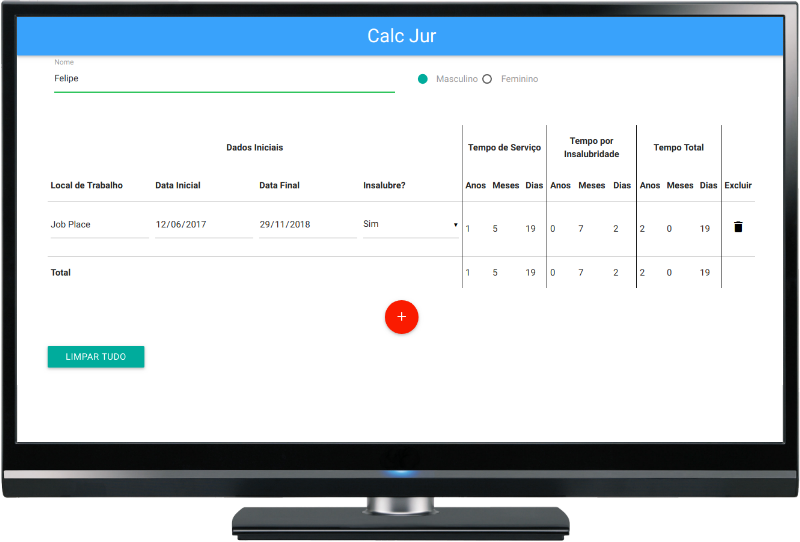 Calc Jur
Nome
Felipe
Masculino Feminino
Dados Iniciais Tempo de Serviço Tempo por Insalubridade Tempo Total
Local de Trabalho Data Inicial Data Final Insalubre? Anos Meses Dias Anos Meses Dias Anos Meses Dias Excluir
Job Place 12/06/2017 29/11/2018 Sim 1 5 19 0 7 2 2 0 19
Total 1 5 19 0 7 2 2 0 19
+
LIMPAR TUDO